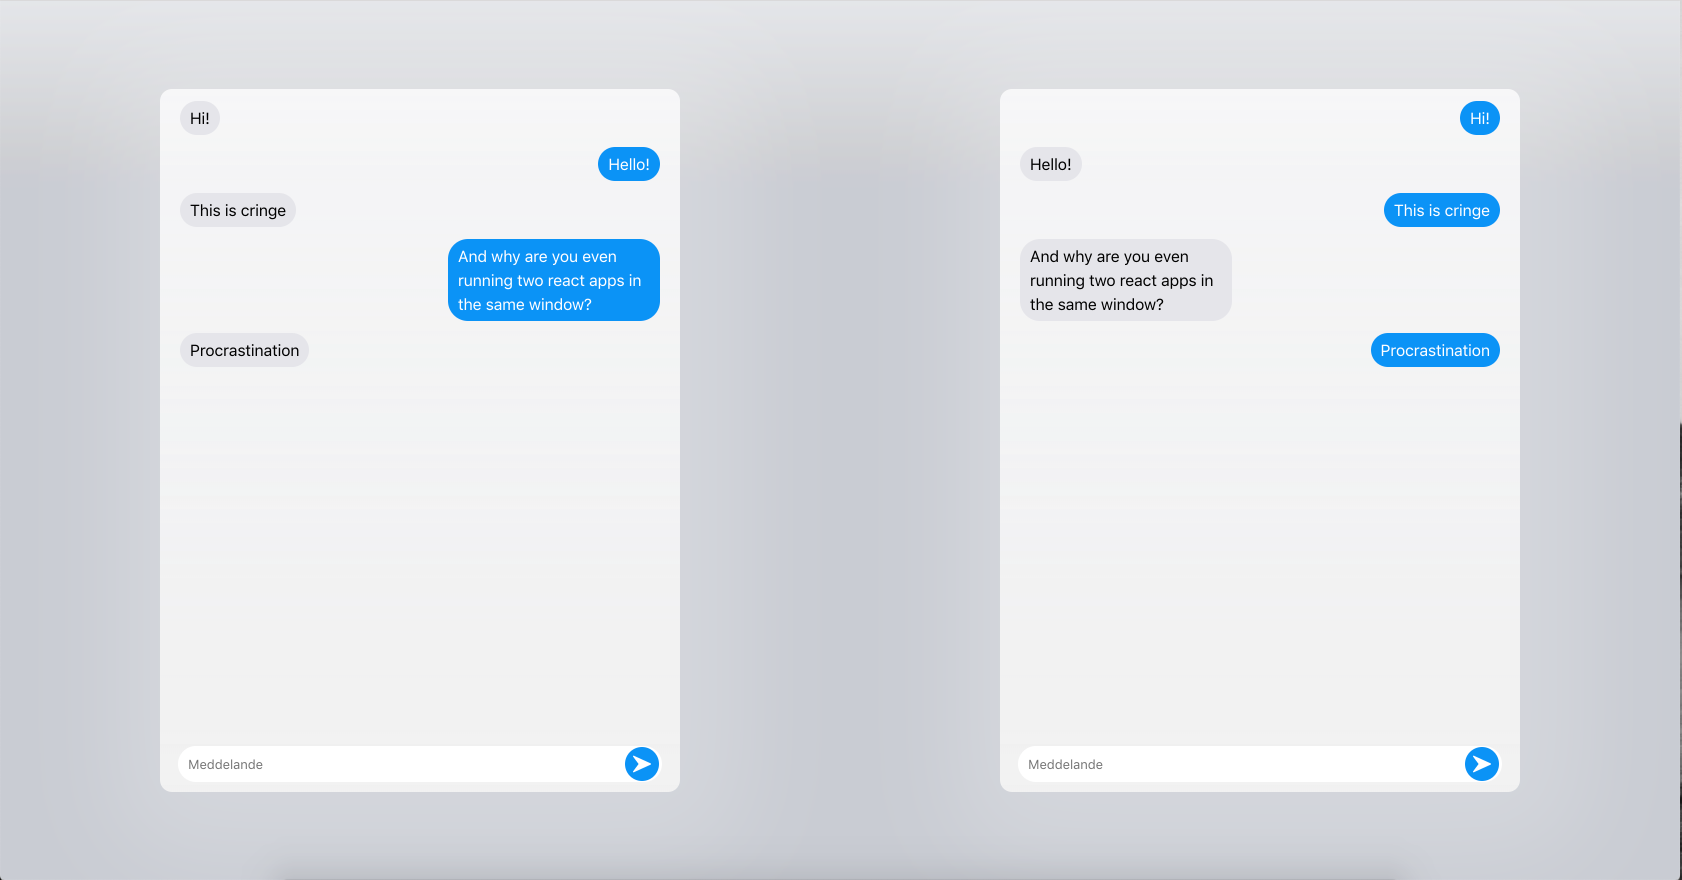 Hi!
Hello!
This is cringe
And why are you even
running two react apps in
the same window?
Procrastination
Meddelande
Hi!
Hello!
This is cringe
And why are you even
running two react apps in
the same window?
Procrastination
Meddelande